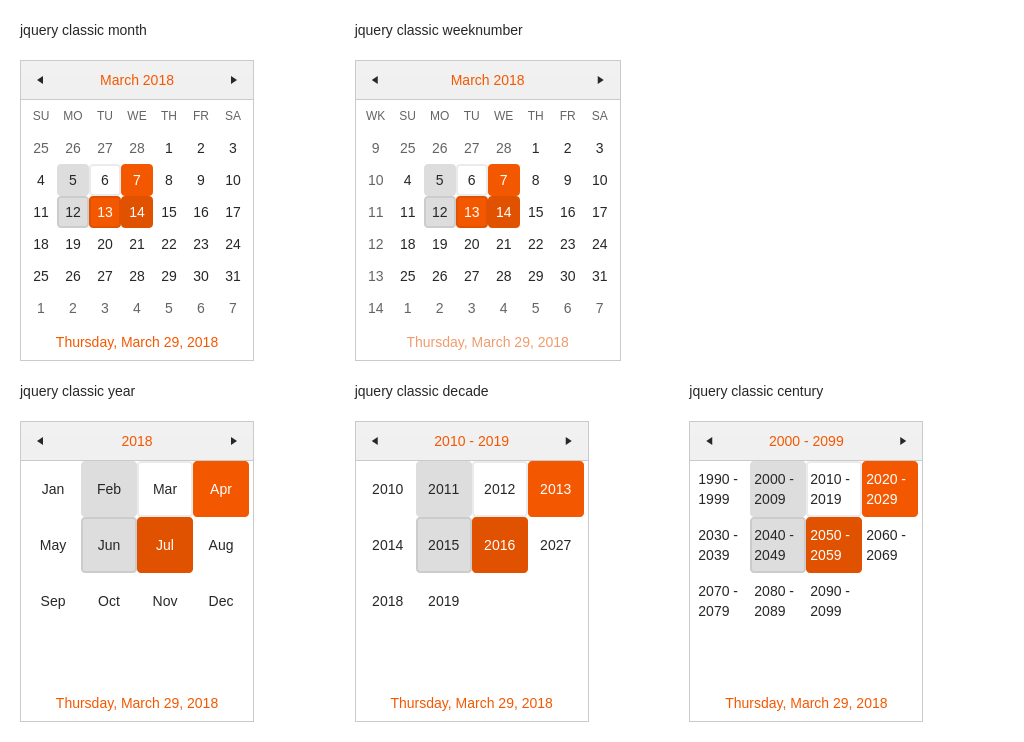 jquery classic month
March 2018
SU MO TU WE TH FR SA
25 26 27 28 1 2 3
4 5 6 7 8 9 10
11 12 13 14 15 16 17
18 19 20 21 22 23 24
25 26 27 28 29 30 31
1 2 3 4 5 6 7
Thursday, March 29, 2018
jquery classic weeknumber
March 2018
WK SU MO TU WE TH FR SA
9 25 26 27 28 1 2 3
10 4 5 6 7 8 9 10
11 11 12 13 14 15 16 17
12 18 19 20 21 22 23 24
13 25 26 27 28 29 30 31
14 1 2 3 4 5 6 7
Thursday, March 29, 2018
jquery classic year
2018
Jan Feb Mar Apr
May Jun Jul Aug
Sep Oct Nov Dec
Thursday, March 29, 2018
jquery classic decade
2010 - 2019
2010 2011 2012 2013
2014 2015 2016 2027
2018 2019
Thursday, March 29, 2018
jquery classic century
2000 - 2099
1990 - 2000 - 2010 - 2020 -
1999 2009 2019 2029
2030 - 2040 - 2050 - 2060 -
2039 2049 2059 2069
2070 - 2080 - 2090 -
2079 2089 2099
Thursday, March 29, 2018